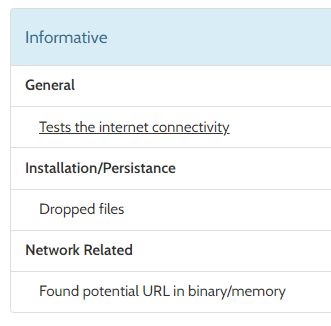 Informative
General
Tests the internet connectivity
Installation/Persistance
Dropped files
Network Related
Found potential URL in binary/memory